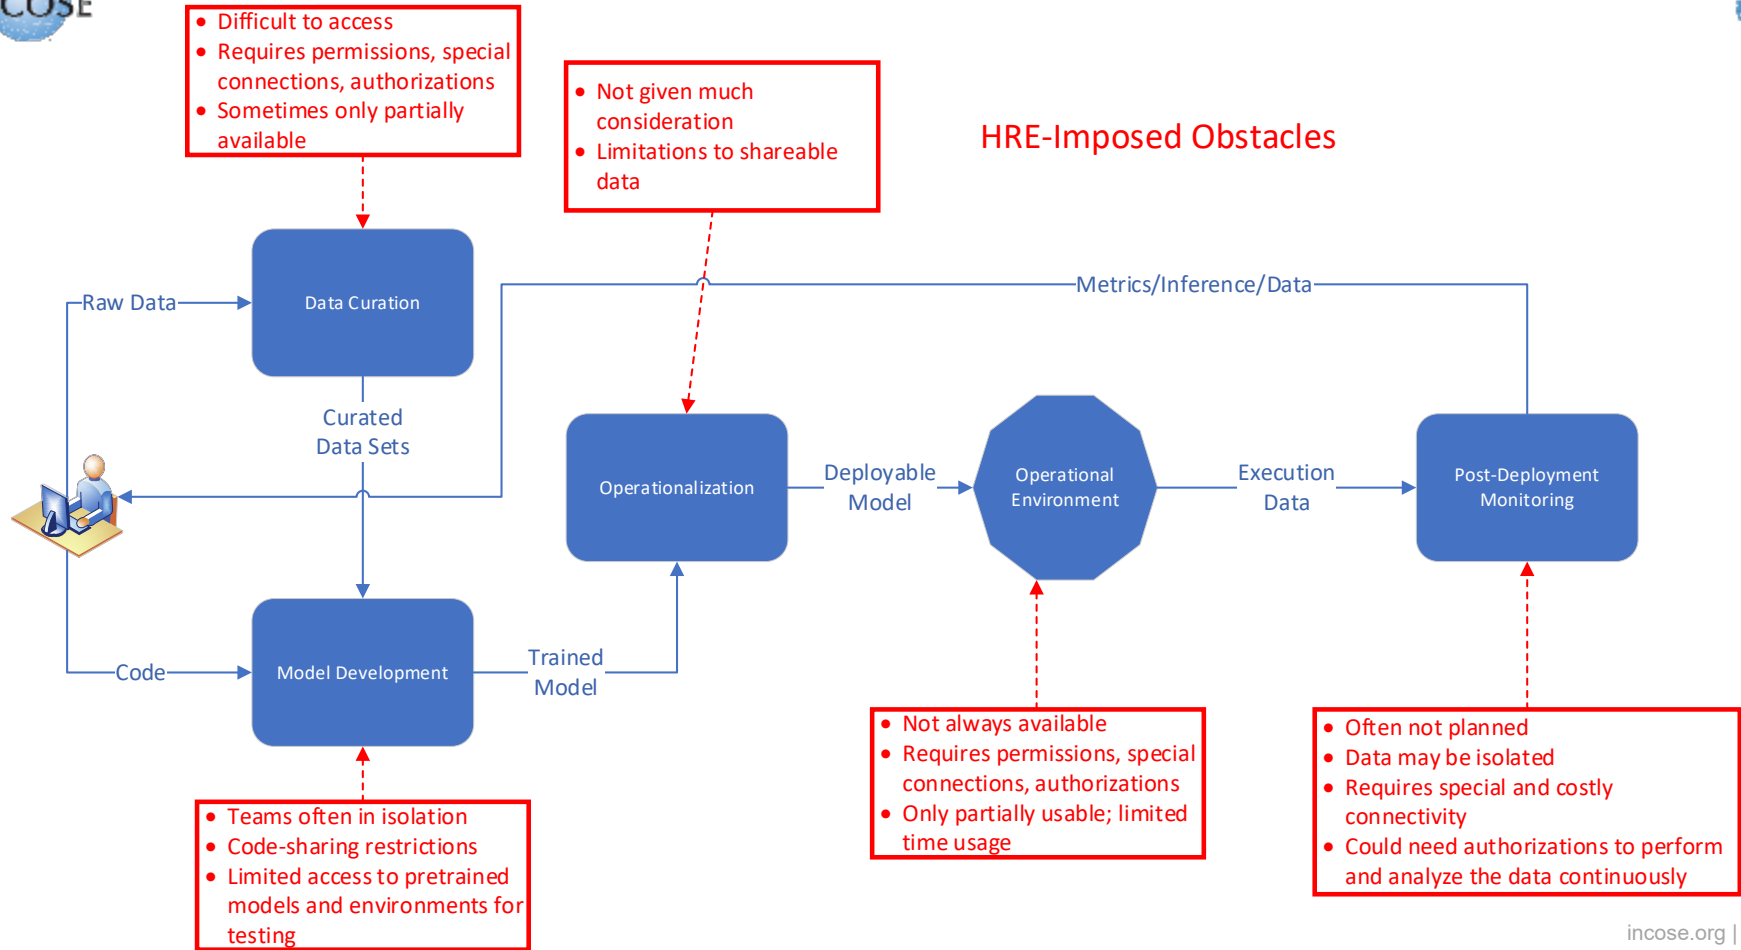 COSE
• Difficult to access
• Requires permissions, special
connections, authorizations
• Sometimes only partially
available
• Not given much
consideration
• Limitations to shareable
data
HRE-Imposed Obstacles
Raw Data
Data Curation
Metrics/Inference/Data
Curated
Data Sets
Operationalization
Deployable
Model
Operational
Environment
Execution
Data
Post-Deployment
Monitoring
Code
Model Development
Trained
Model
• Teams often in isolation
• Code-sharing restrictions
• Limited access to pretrained
models and environments for
testing
• Not always available
• Requires permissions, special
connections, authorizations
• Only partially usable; limited
time usage
• Often not planned
• Data may be isolated
• Requires special and costly
connectivity
• Could need authorizations to perform
and analyze the data continuously
incose.org |